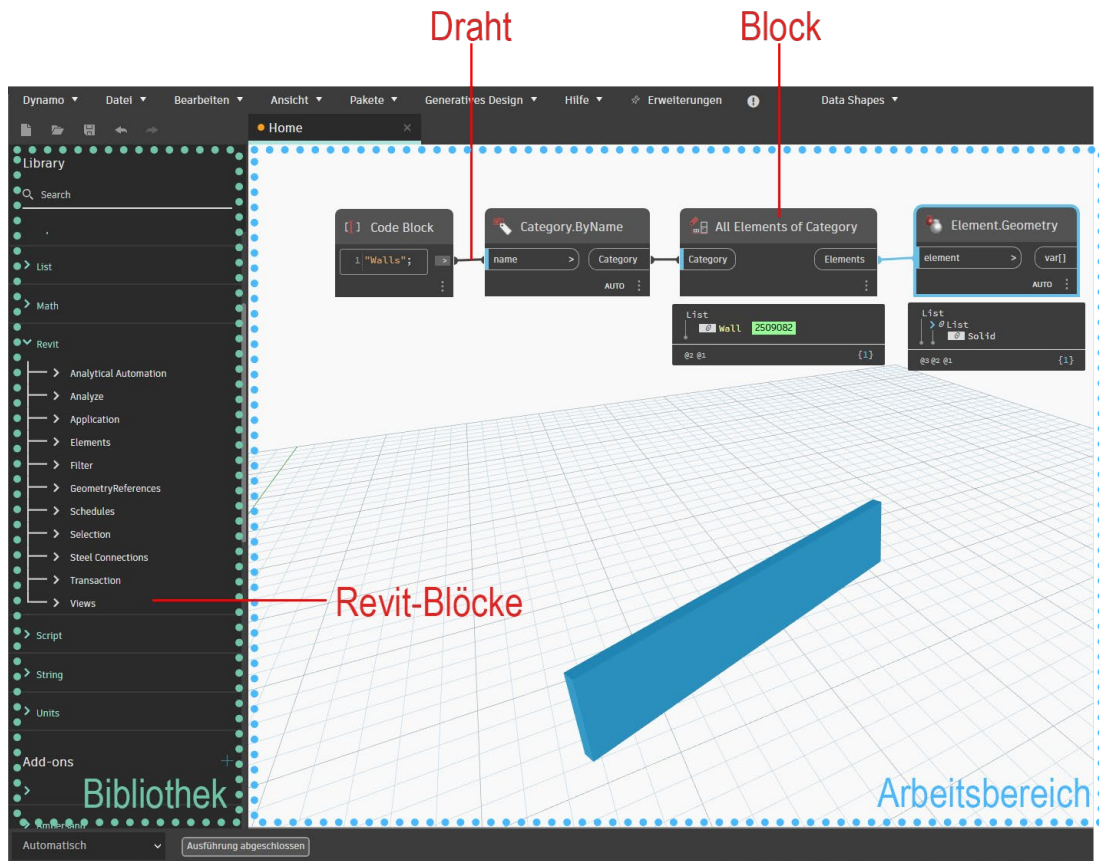 Draht Block
Dynamo Datei Bearbeiten Ansicht Pakete Generatives Design Hilfe Erweiterungen Data Shapes
Home
Library
Search
List
Math
Revit
Analytical Automation
Analyze
Application
Elements
Filter
GeometryReferences
Schedules
Selection
Steel Connections
Transaction
Views
Script
String
Units
Add-ons
Ambersand
Bibliothek
Code Block
1 "Walls"; >
Category.ByName
name > Category
AUTO
All Elements of Category
Category Elements
List
Wall 2509082
@2 @1 {1}
Element.Geometry
element > var[]
AUTO
List
0 List
Solid
@3 @2 @1 {1}
Revit-Blöcke
Arbeitsbereich
Automatisch Ausführung abgeschlossen